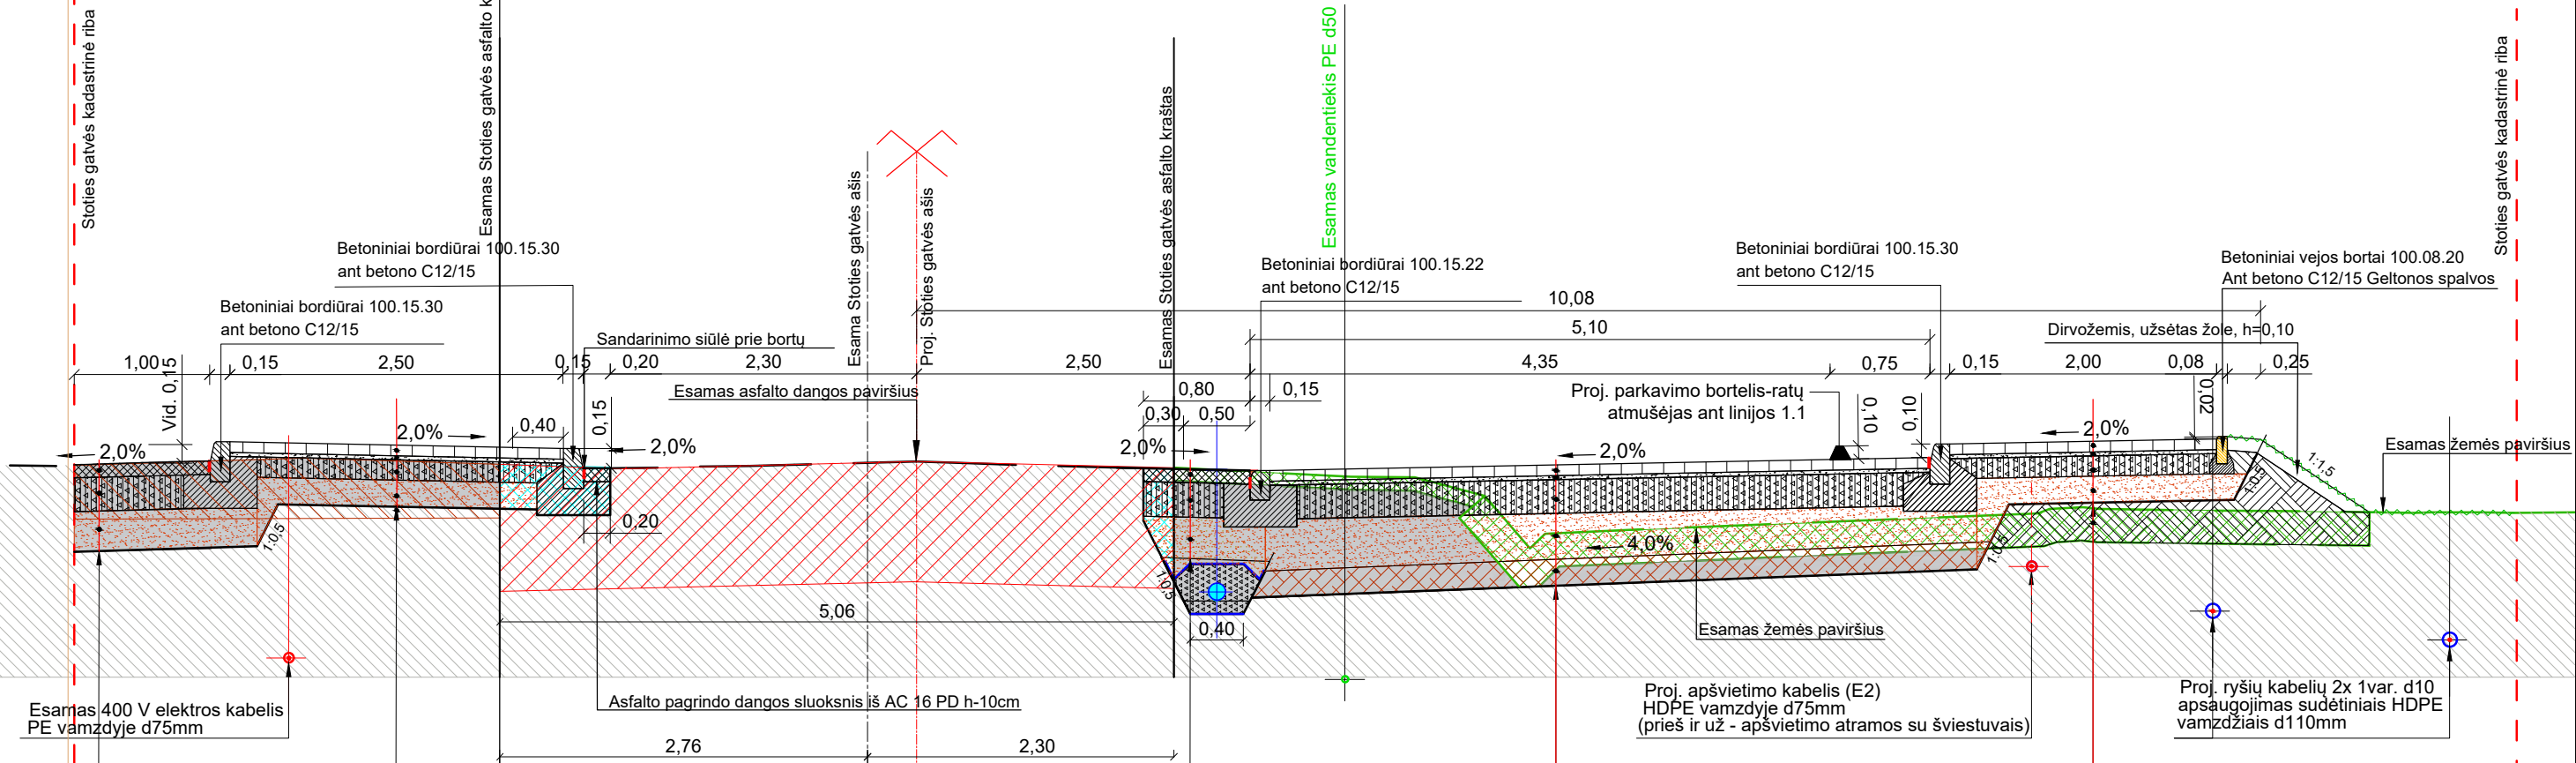 Stoties gatvės kadastrinė riba
Esamas Stoties gatvės asfalto k
Esama Stoties gatvės ašis
Proj. Stoties gatvės ašis
Esamas Stoties gatvės asfalto kraštas
Esamas vandentiekis PE d50
Stoties gatvės kadastrinė riba
Betoniniai bordiūrai 100.15.30
ant betono C12/15
Betoniniai bordiūrai 100.15.30
ant betono C12/15
Sandarinimo siūlė prie bortų
Esamas asfalto dangos paviršius
Betoniniai bordiūrai 100.15.22
ant betono C12/15
Betoniniai bordiūrai 100.15.30
ant betono C12/15
Betoniniai vejos bortai 100.08.20
Ant betono C12/15 Geltonos spalvos
Dirvožemis, užsėtas žole, h=0,10
10,08
5,10
1,00
0,15
2,50
0,15
0,20
2,30
2,50
4,35
0,75
0,15
2,00
0,08
0,25
Vid. 0,15
0,40
0,15
0,80
0,15
0,30
0,50
Proj. parkavimo bortelis-ratų
atmušėjas ant linijos 1.1
0,10
0,10
0,02
2,0%
2,0%
2,0%
2,0%
2,0%
2,0%
Esamas žemės paviršius
1:1,5
1:0,5
1:0,5
0,20
1:0,5
4,0%
1:0,5
5,06
0,40
Esamas žemės paviršius
Asfalto pagrindo dangos sluoksnis iš AC 16 PD h-10cm
Esamas 400 V elektros kabelis
PE vamzdyje d75mm
2,76
2,30
Proj. apšvietimo kabelis (E2)
HDPE vamzdyje d75mm
(prieš ir už - apšvietimo atramos su šviestuvais)
Proj. ryšių kabelių 2x 1var. d10
apsaugojimas sudėtiniais HDPE
vamzdžiais d110mm